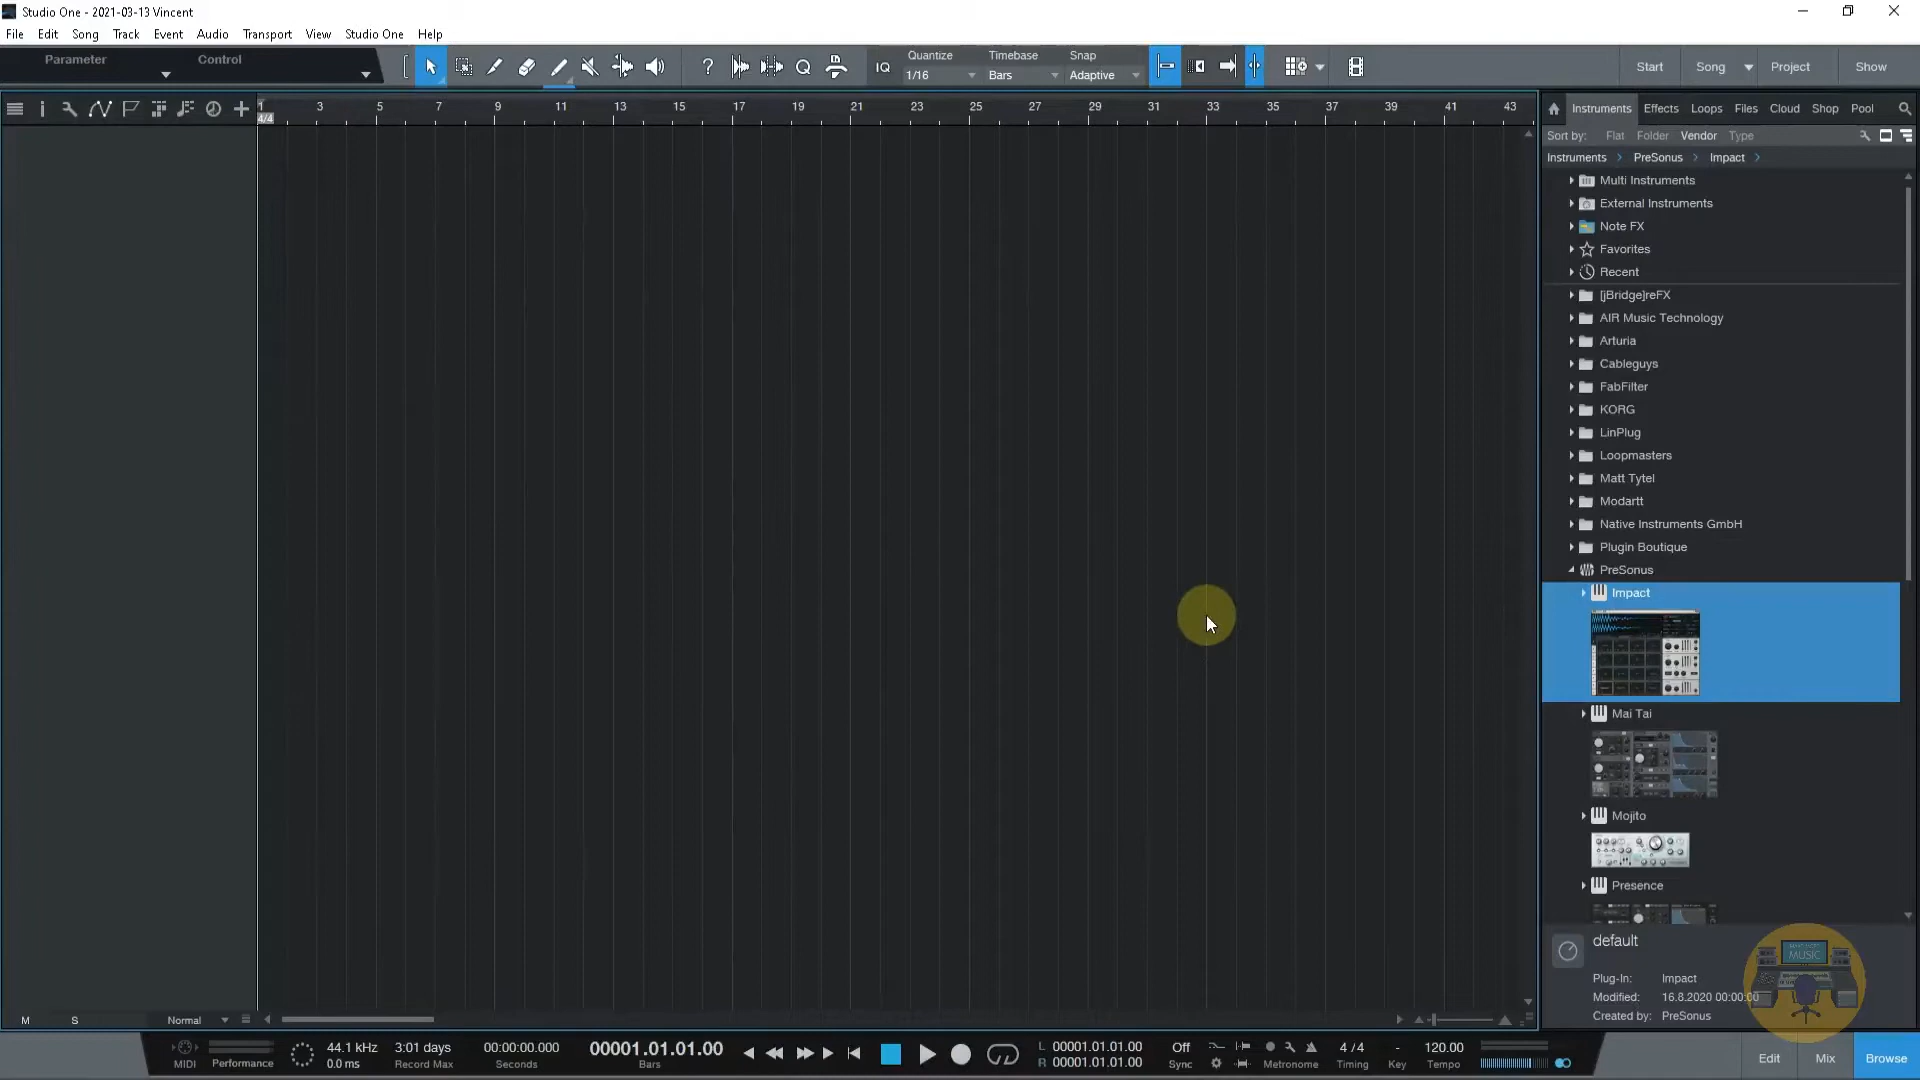 Studio One - 2021-03-13 Vincent
File Edit Song Track Event Audio Transport View Studio One Help
Parameter Control
IQ Quantize 1/16 Timebase Bars Snap Adaptive
Start Song Project Show
1 3 5 7 9 11 13 15 17 19 21 23 25 27 29 31 33 35 37 39 41 43
4/4
Instruments Effects Loops Files Cloud Shop Pool
Sort by: Flat Folder Vendor Type
Instruments PreSonus Impact
Multi Instruments
External Instruments
Note FX
Favorites
Recent
[jBridge]reFX
AIR Music Technology
Arturia
Cableguys
FabFilter
KORG
LinPlug
Loopmasters
Matt Tytel
Modartt
Native Instruments GmbH
Plugin Boutique
PreSonus
Impact
Mai Tai
Mojito
Presence
default
Plug-In: Impact
Modified: 16.8.2020 00:00:00
Created by: PreSonus
MUSIC
M S Normal
MIDI
Performance
44.1 kHz
0.0 ms
3:01 days
Record Max
00:00:00.000
Seconds
00001.01.01.00
Bars
L 00001.01.01.00
R 00001.01.01.00
Off
Sync
Metronome
4 / 4
Timing
-
Key
120.00
Tempo
Edit Mix Browse